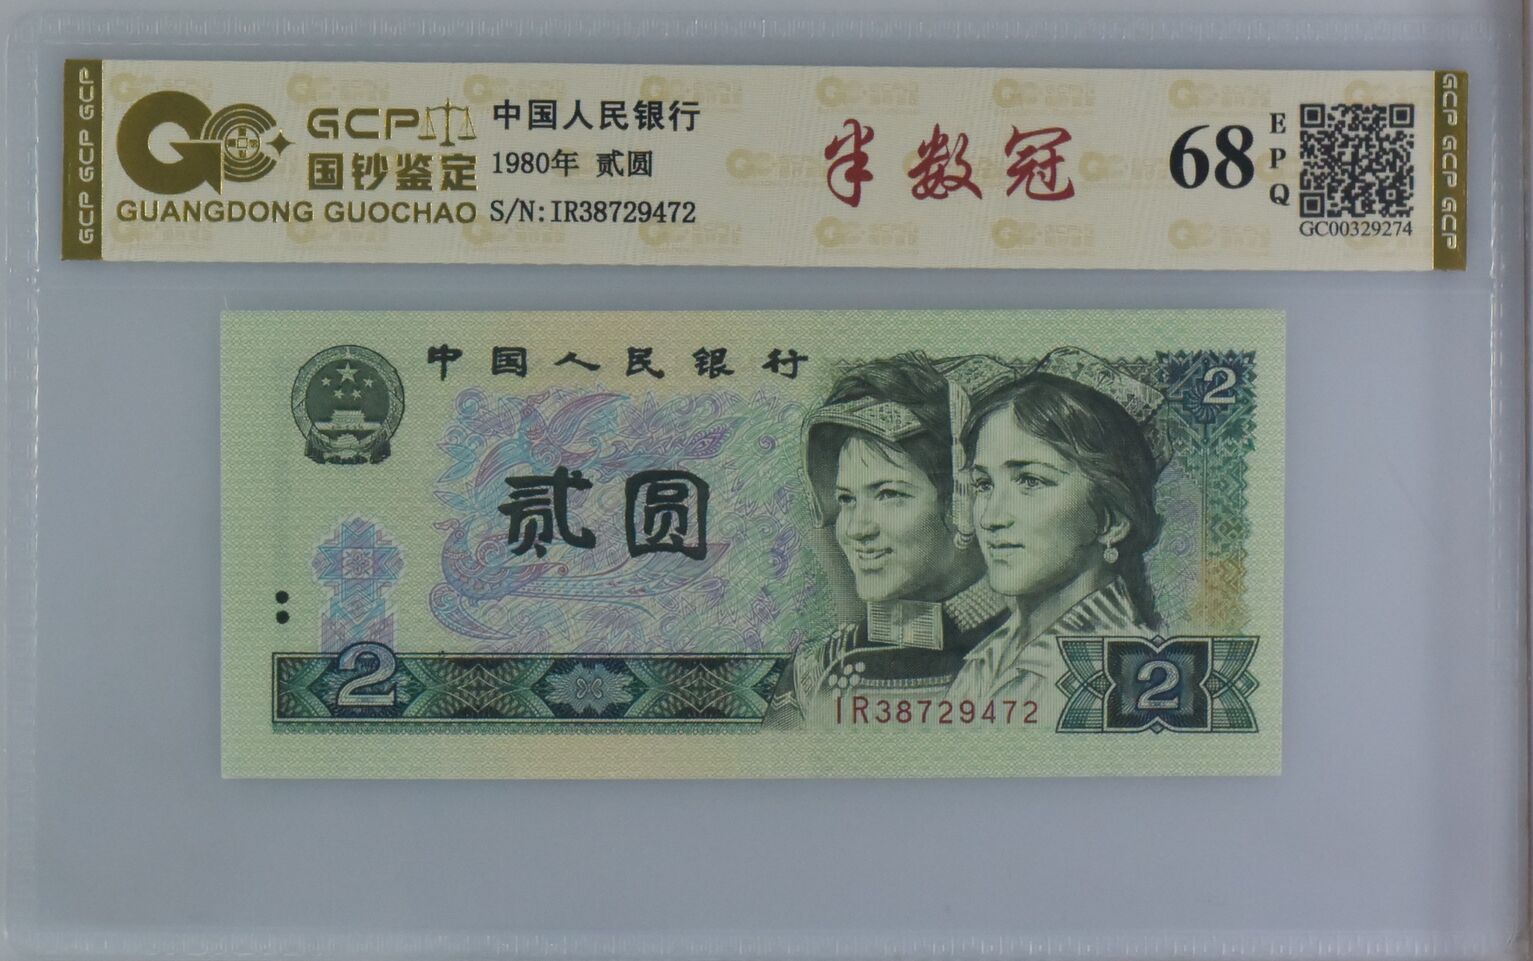 GCP GCP GCP
GCP
国钞鉴定
GUANGDONG GUOCHAO
中国人民银行
1980年 贰圆
S/N:IR38729472
半数冠
68
EPQ
GC00329274
GCP GCP GCP
中国人民银行
贰圆
2
2
IR38729472
2